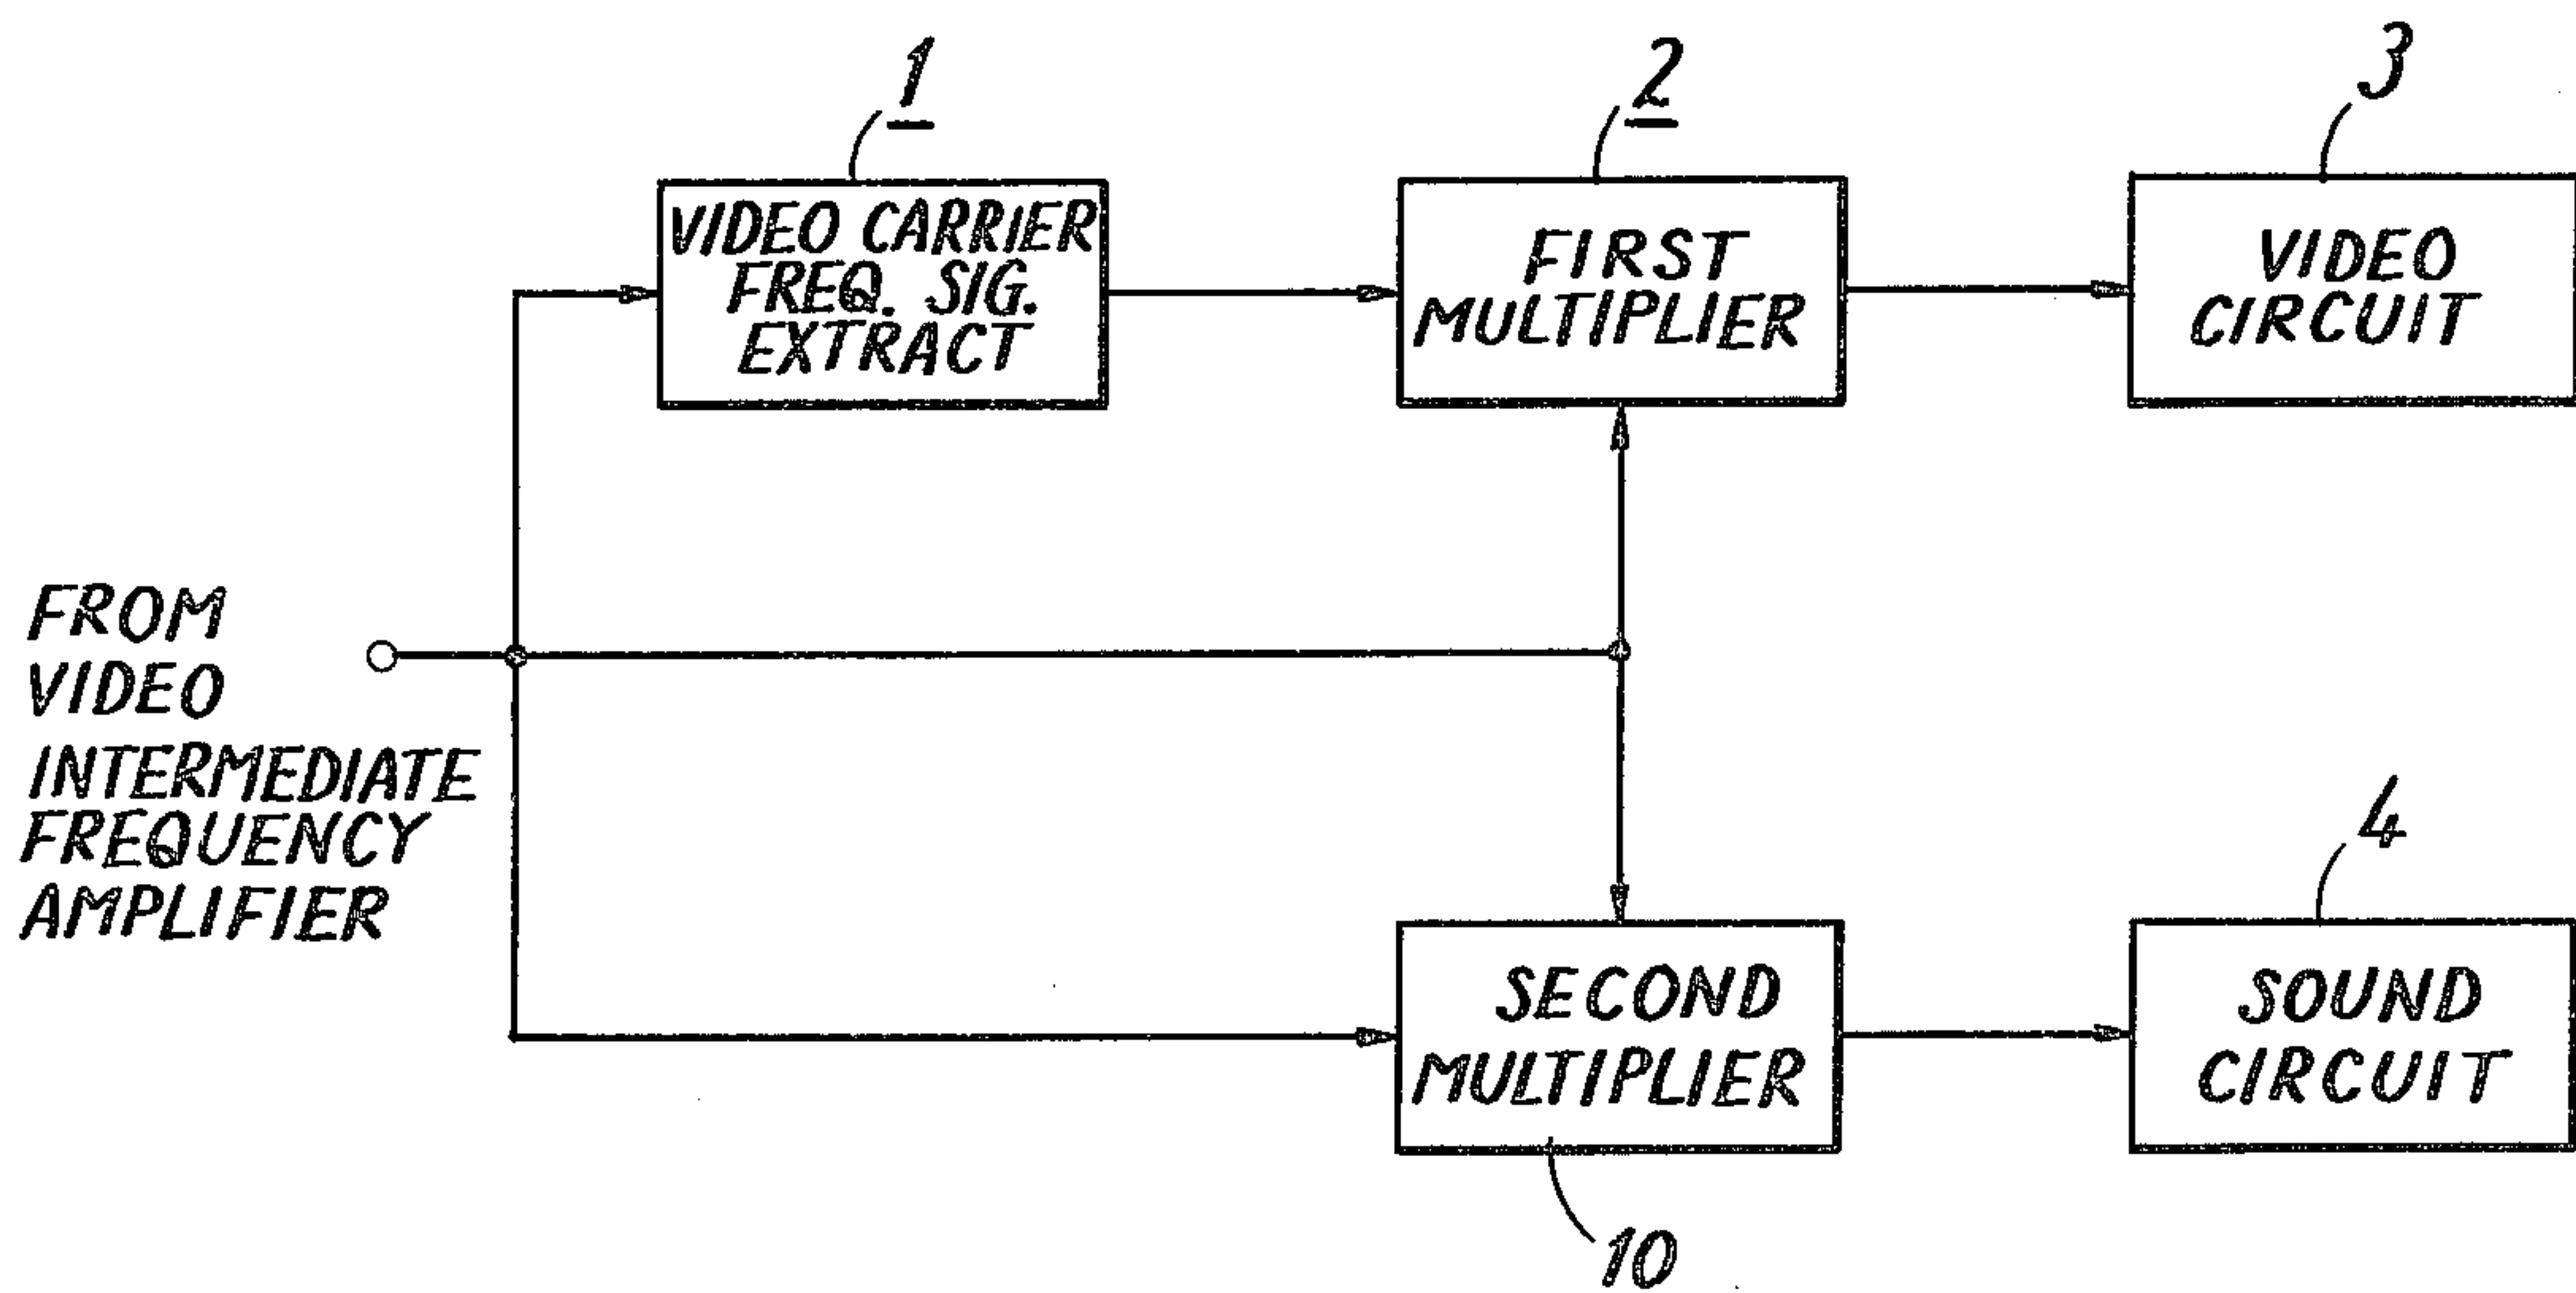 1
2
3
VIDEO CARRIER
FREQ. SIG.
EXTRACT
FIRST
MULTIPLIER
VIDEO
CIRCUIT
FROM
VIDEO
INTERMEDIATE
FREQUENCY
AMPLIFIER
4
SECOND
MULTIPLIER
SOUND
CIRCUIT
10